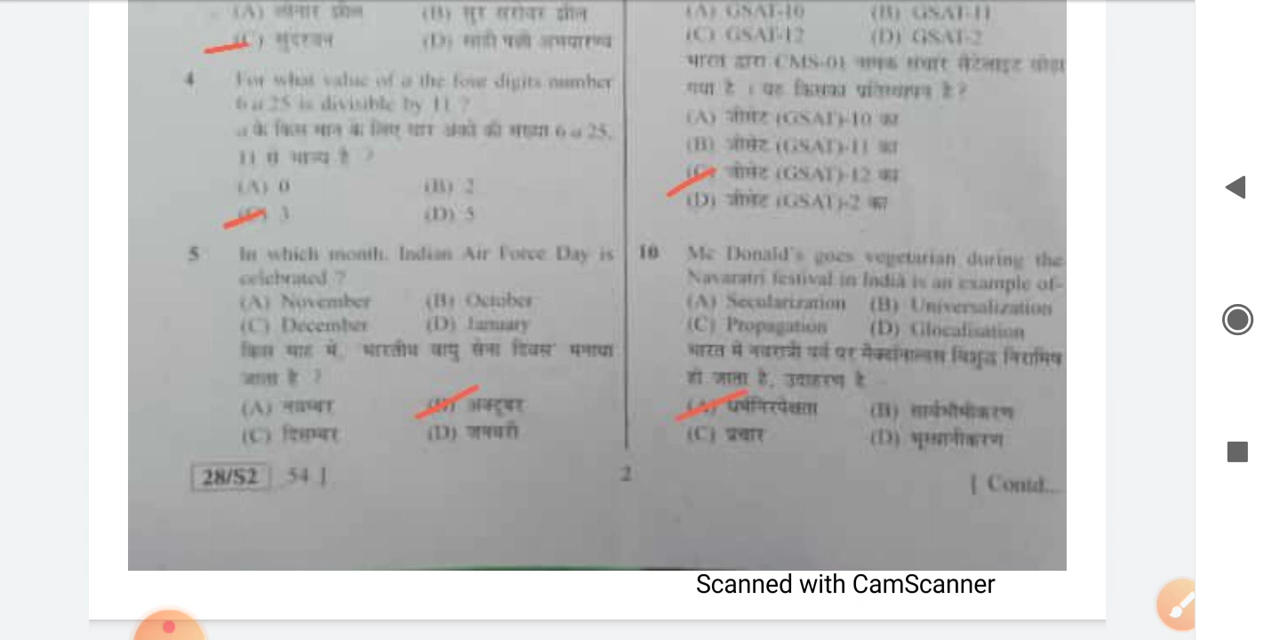 (A) लोनार झील (B) सुर सरोवर झील
(C) सुंदरवन (D) साडी पक्षी अभयारण्य
4 For what value of a the four digits number
6 a 25 is divisible by 11 ?
a के किस मान के लिए चार अंको की संख्या 6 a 25,
11 से भाज्य है ?
(A) 0 (B) 2
(C) 3 (D) 5
5 In which month, Indian Air Force Day is
celebrated ?
(A) November (B) October
(C) December (D) January
किस माह में, भारतीय वायु सेना दिवस मनाया
जाता है ?
(A) नवम्बर (B) अक्टूबर
(C) दिसम्बर (D) जनवरी
28/S2 54 ]
(A) GSAT-10 (B) GSAT-11
(C) GSAT-12 (D) GSAT-2
भारत द्वारा CMS-01 नामक संचार सैटेलाइट छोड़ा
गया है । यह किसका प्रतिस्थापन है ?
(A) जीसेट (GSAT)-10 का
(B) जीसेट (GSAT)-11 का
(C) जीसेट (GSAT)-12 का
(D) जीसेट (GSAT)-2 का
10 Mc Donald's goes vegetarian during the
Navaratri festival in India is an example of-
(A) Secularization (B) Universalization
(C) Propagation (D) Glocalisation
भारत में नवरात्री पर्व पर मैक्डोनाल्डस विशुद्ध निरामिष
हो जाता है, उदाहरण है
(A) धर्मनिरपेक्षता (B) सार्वभौमीकरण
(C) प्रचार (D) भूस्थानीकरण
2
[ Contd...
Scanned with CamScanner